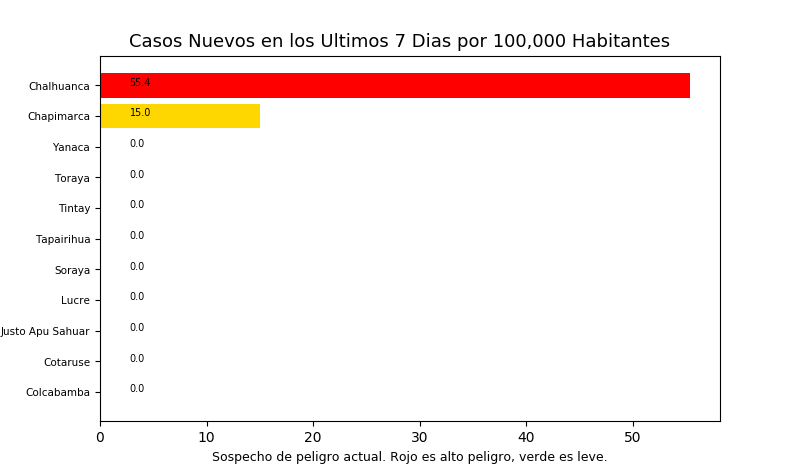 Casos Nuevos en los Ultimos 7 Dias por 100,000 Habitantes
Chalhuanca 55.4
Chapimarca 15.0
Yanaca 0.0
Toraya 0.0
Tintay 0.0
Tapairihua 0.0
Soraya 0.0
Lucre 0.0
Justo Apu Sahuar 0.0
Cotaruse 0.0
Colcabamba 0.0
0 10 20 30 40 50
Sospecho de peligro actual. Rojo es alto peligro, verde es leve.